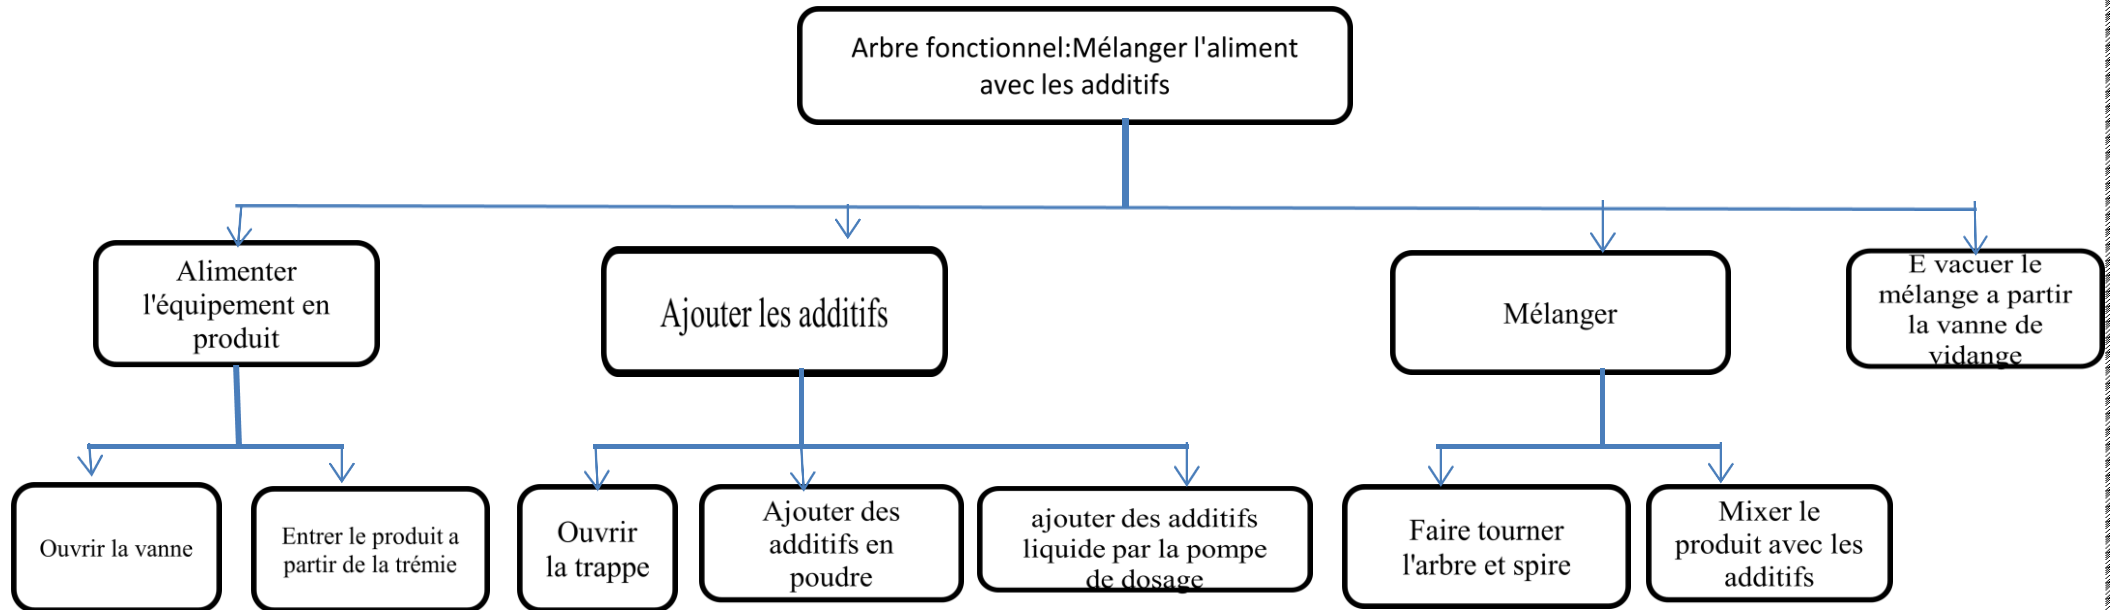 Arbre fonctionnel:Mélanger l'aliment
avec les additifs
Alimenter
l'équipement en
produit
Ajouter les additifs
Mélanger
E vacuer le
mélange a partir
la vanne de
vidange
Ouvrir la vanne
Entrer le produit a
partir de la trémie
Ouvrir
la trappe
Ajouter des
additifs en
poudre
ajouter des additifs
liquide par la pompe
de dosage
Faire tourner
l'arbre et spire
Mixer le
produit avec les
additifs